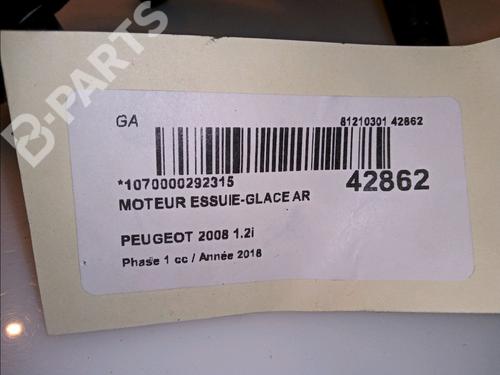 B-PARTS
GA
81210301 42862
*1070000292315
42862
MOTEUR ESSUIE-GLACE AR
PEUGEOT 2008 1.2i
Phase 1 cc / Année 2018